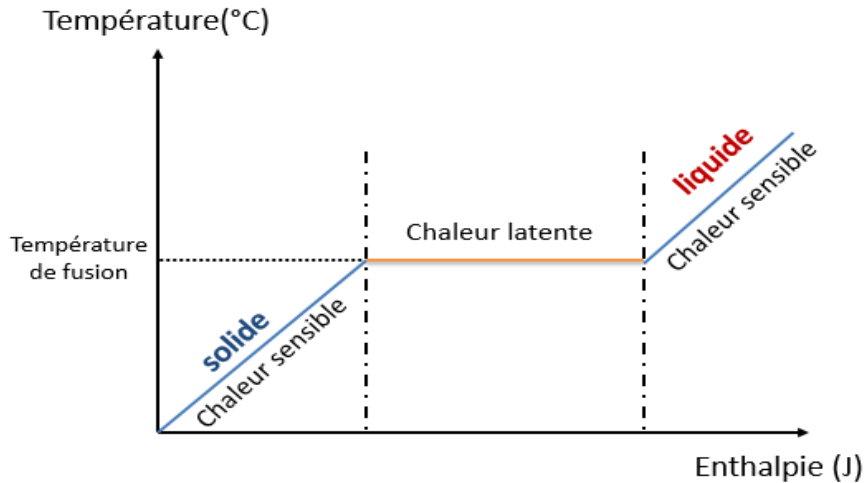 Température(°C)
liquide
Chaleur sensible
Chaleur latente
Température
de fusion
solide
Chaleur sensible
Enthalpie (J)